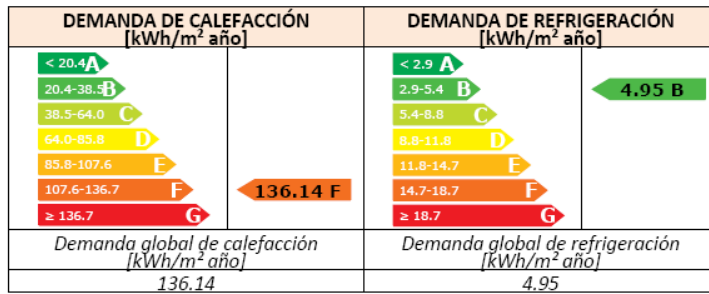 DEMANDA DE CALEFACCIÓN
[kWh/m² año]
< 20.4 A
20.4-38.5 B
38.5-64.0 C
64.0-85.8 D
85.8-107.6 E
107.6-136.7 F
≥ 136.7 G
136.14 F
Demanda global de calefacción
[kWh/m² año]
136.14
DEMANDA DE REFRIGERACIÓN
[kWh/m² año]
< 2.9 A
2.9-5.4 B
5.4-8.8 C
8.8-11.8 D
11.8-14.7 E
14.7-18.7 F
≥ 18.7 G
4.95 B
Demanda global de refrigeración
[kWh/m² año]
4.95